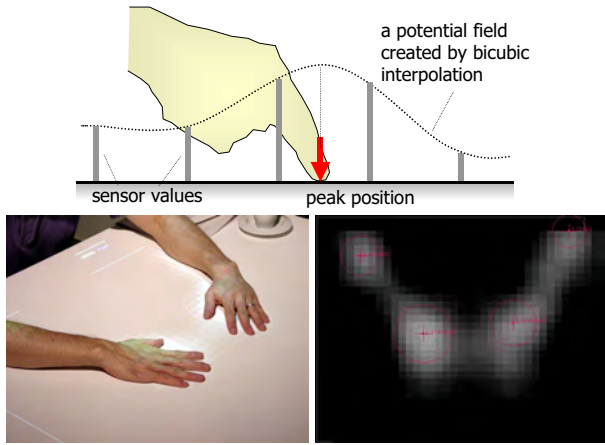 a potential field
created by bicubic
interpolation
sensor values
peak position